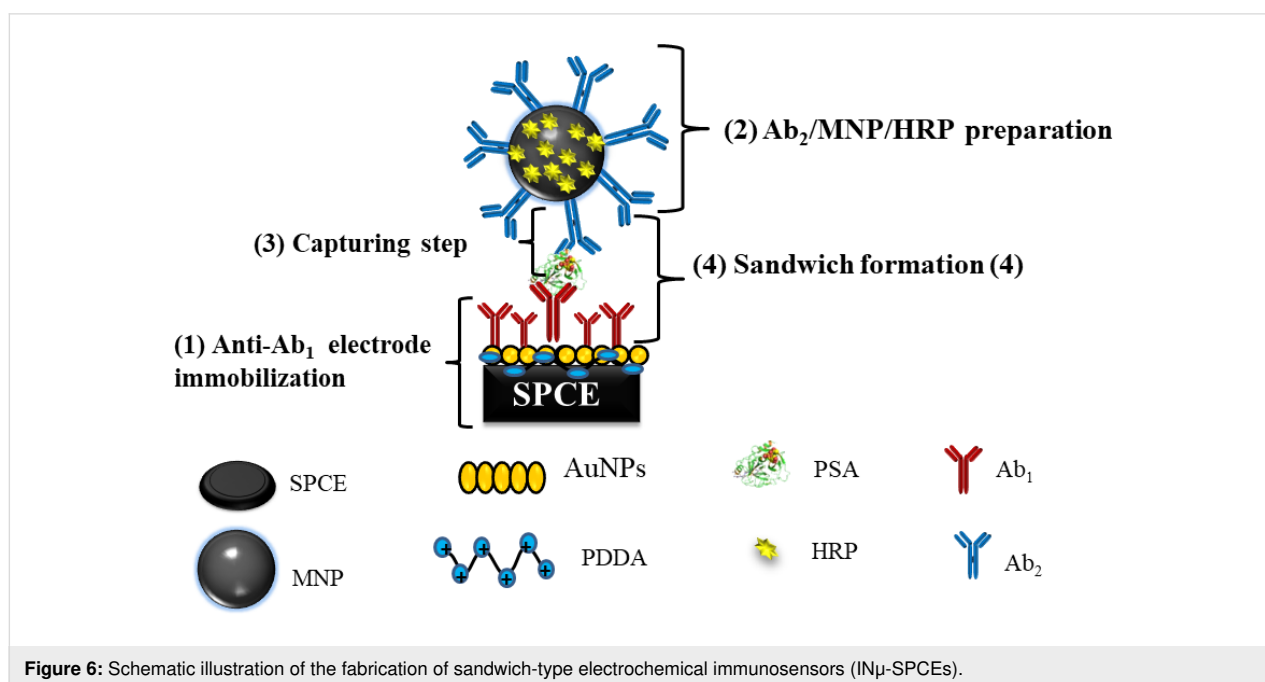 (2) Ab₂/MNP/HRP preparation
(3) Capturing step
(4) Sandwich formation (4)
(1) Anti-Ab₁ electrode
immobilization
SPCE
SPCE
AuNPs
PSA
Ab₁
MNP
PDDA
HRP
Ab₂
Figure 6: Schematic illustration of the fabrication of sandwich-type electrochemical immunosensors (INµ-SPCEs).